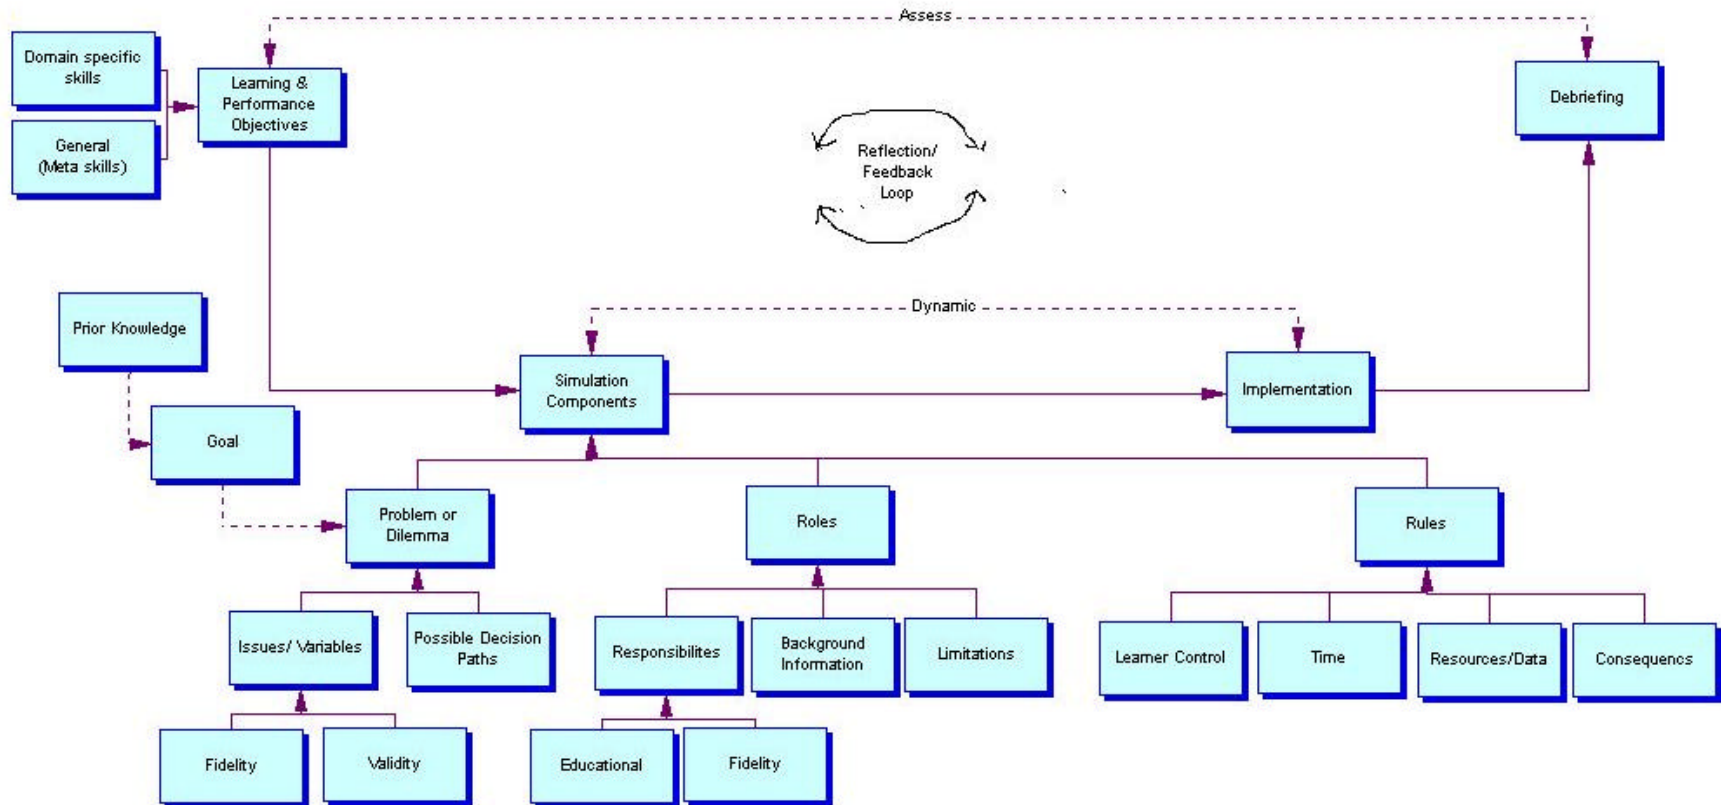 Assess
Domain specific
skills
Learning &
Performance
Objectives
Debriefing
General
(Meta skills)
Reflection/
Feedback
Loop
Prior Knowledge
Dynamic
Simulation
Components
Implementation
Goal
Problem or
Dilemma
Roles
Rules
Issues/ Variables
Possible Decision
Paths
Responsibilites
Background
Information
Limitations
Learner Control
Time
Resources/Data
Consequencs
Fidelity
Validity
Educational
Fidelity